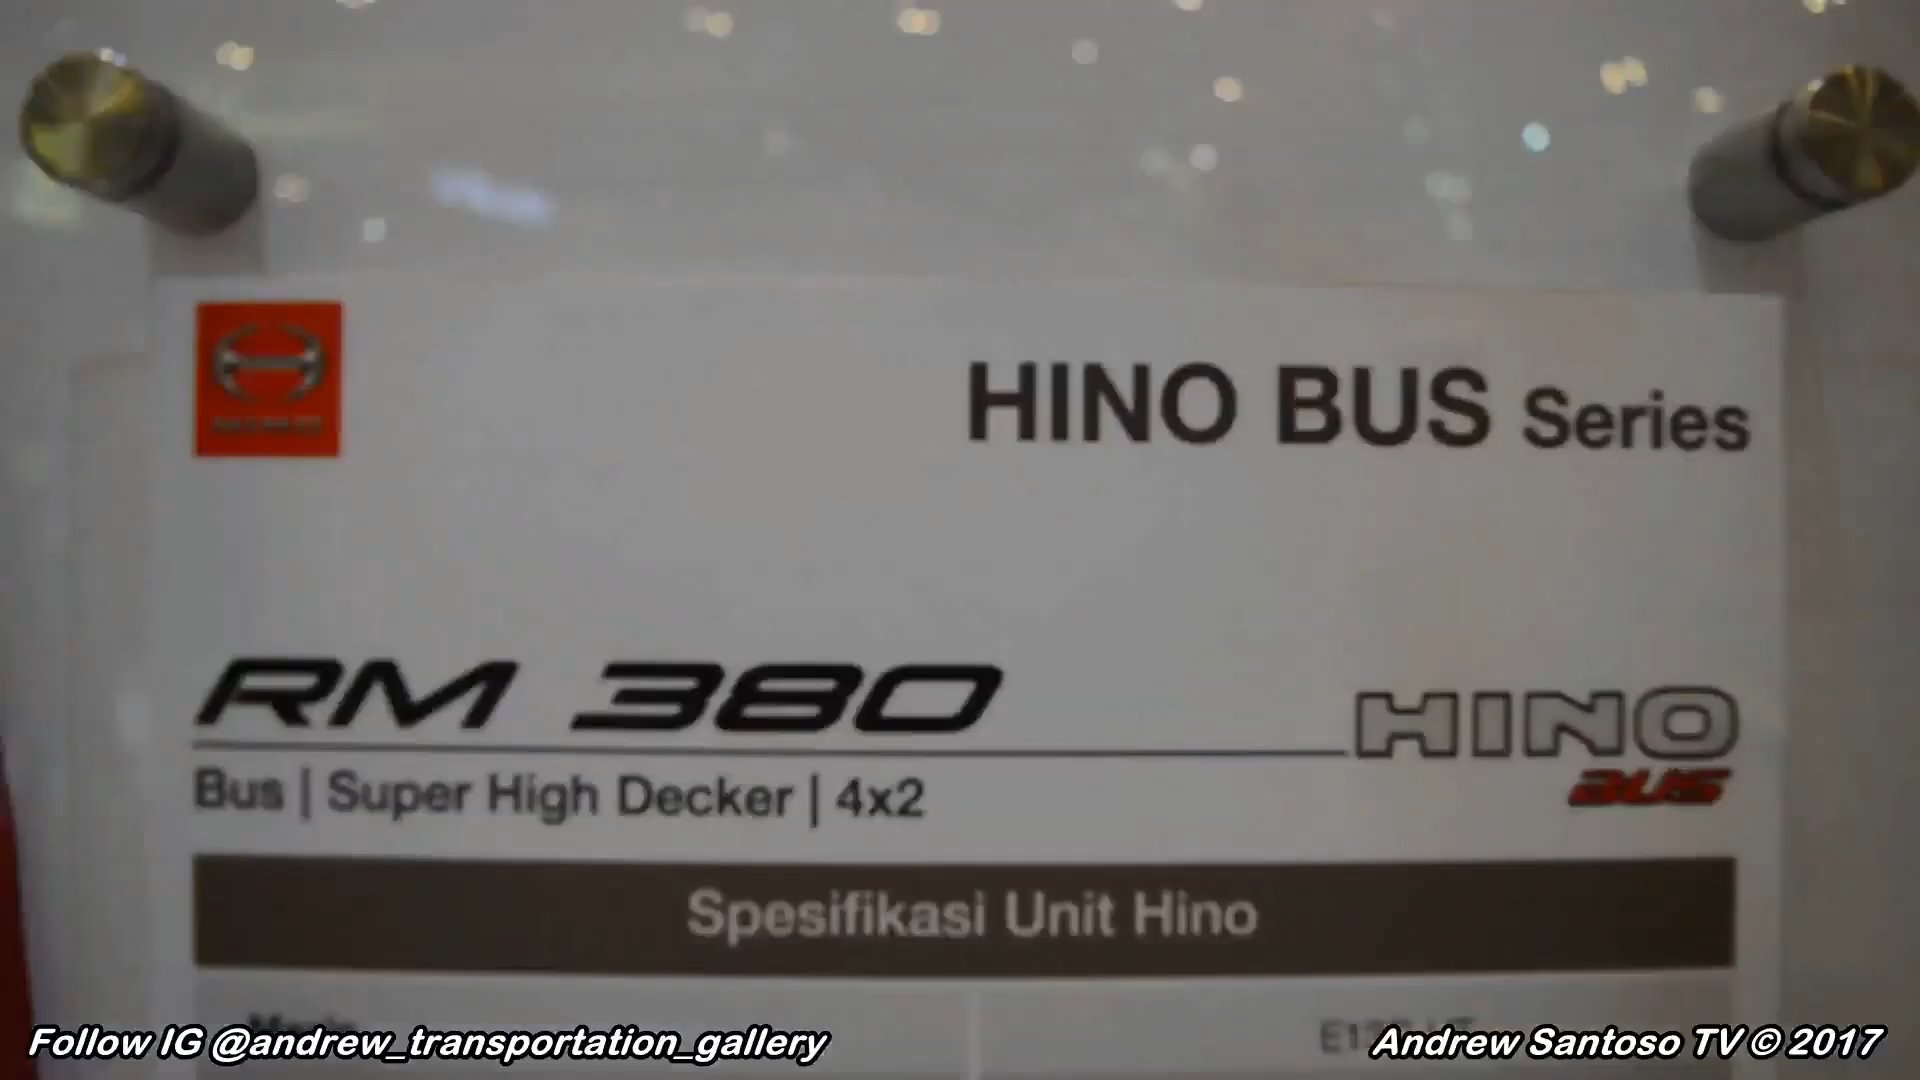 HINO BUS Series
RM 380
HINO
BUS
Bus | Super High Decker | 4x2
Spesifikasi Unit Hino
Follow IG @andrew_transportation_gallery
Andrew Santoso TV © 2017